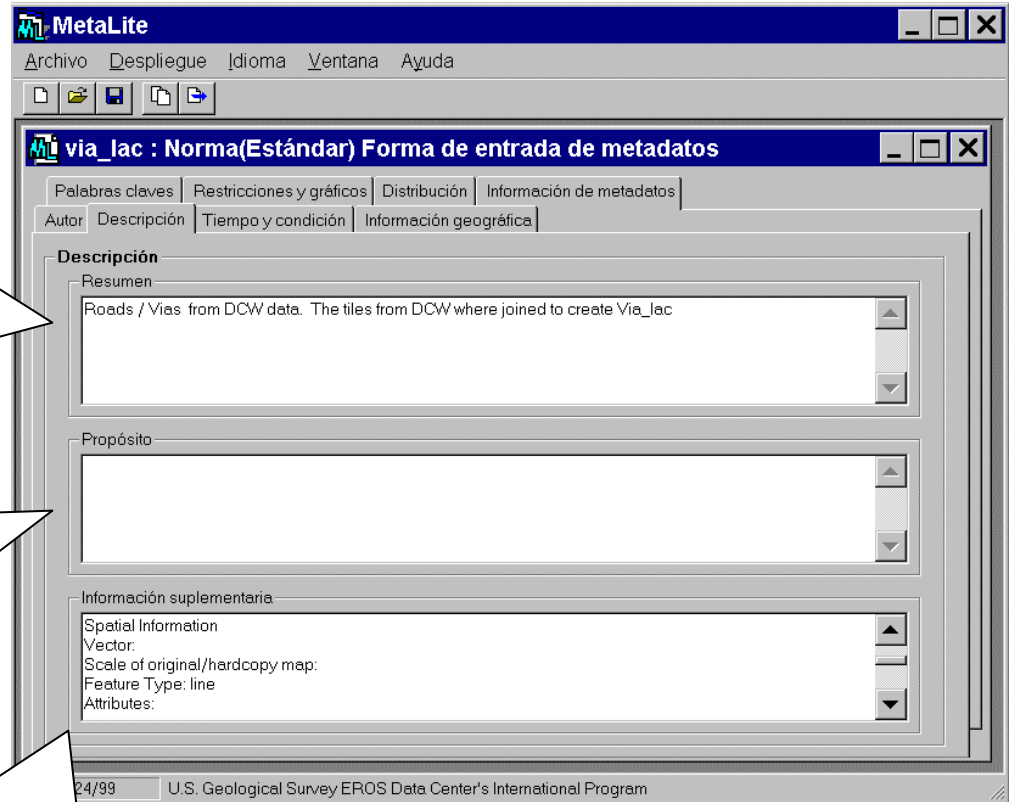 MetaLite
Archivo Despliegue Idioma Ventana Ayuda
via_lac : Norma(Estándar) Forma de entrada de metadatos
Palabras claves Restricciones y gráficos Distribución Información de metadatos
Autor Descripción Tiempo y condición Información geográfica
Descripción
Resumen
Roads / Vias from DCW data. The tiles from DCW where joined to create Via_lac
Propósito
Información suplementaria
Spatial Information
Vector:
Scale of original/hardcopy map:
Feature Type: line
Attributes:
24/99 U.S. Geological Survey EROS Data Center's International Program